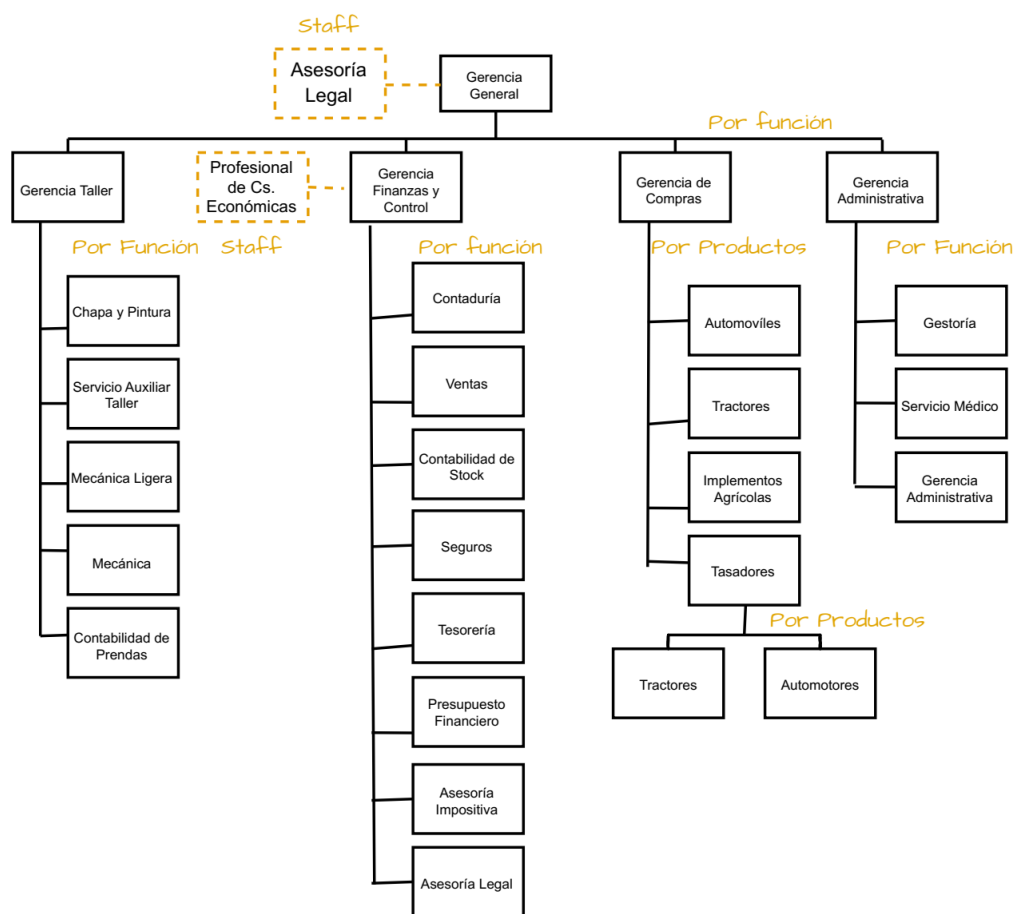 Staff
Asesoría
Legal
Gerencia
General
Por función
Gerencia Taller
Profesional
de Cs.
Económicas
Gerencia
Finanzas y
Control
Gerencia de
Compras
Gerencia
Administrativa
Por Función
Staff
Por función
Por Productos
Por Función
Chapa y Pintura
Servicio Auxiliar
Taller
Mecánica Ligera
Mecánica
Contabilidad de
Prendas
Contaduría
Ventas
Contabilidad de
Stock
Seguros
Tesorería
Presupuesto
Financiero
Asesoría
Impositiva
Asesoría Legal
Automovíles
Tractores
Implementos
Agrícolas
Tasadores
Por Productos
Tractores
Automotores
Gestoría
Servicio Médico
Gerencia
Administrativa